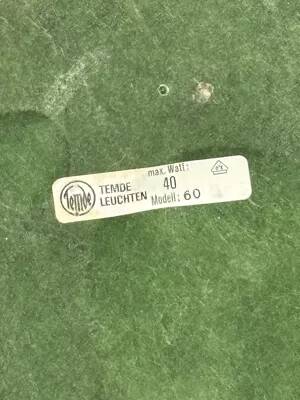 Temde
TEMDE
LEUCHTEN
max. Watt:
40
Modell: 60